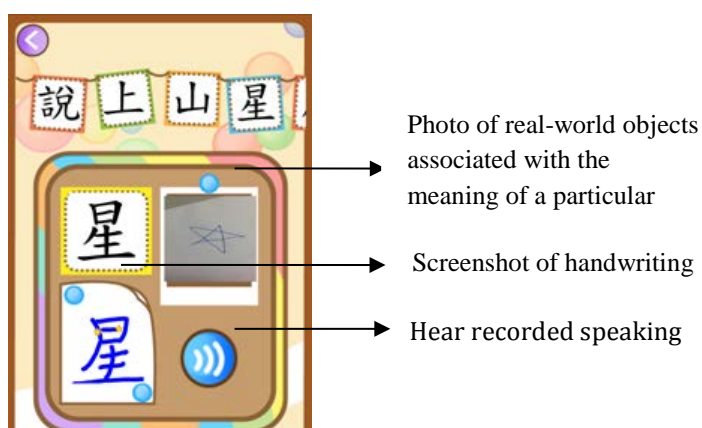 說 上 山 星
星
星
Photo of real-world objects
associated with the
meaning of a particular
Screenshot of handwriting
Hear recorded speaking